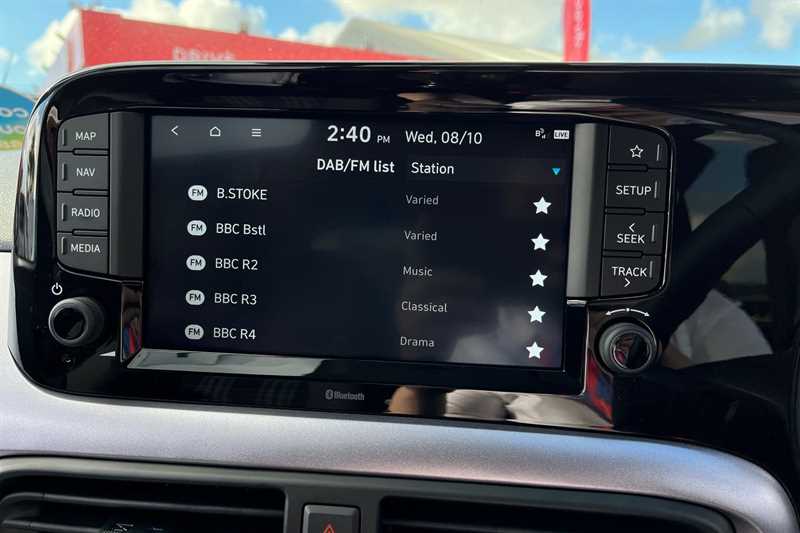 2:40 PM Wed, 08/10 LIVE
DAB/FM list Station
FM B.STOKE Varied
FM BBC Bstl Varied
FM BBC R2 Music
FM BBC R3 Classical
FM BBC R4 Drama
MAP
NAV
RADIO
MEDIA
SETUP
SEEK
TRACK
Bluetooth